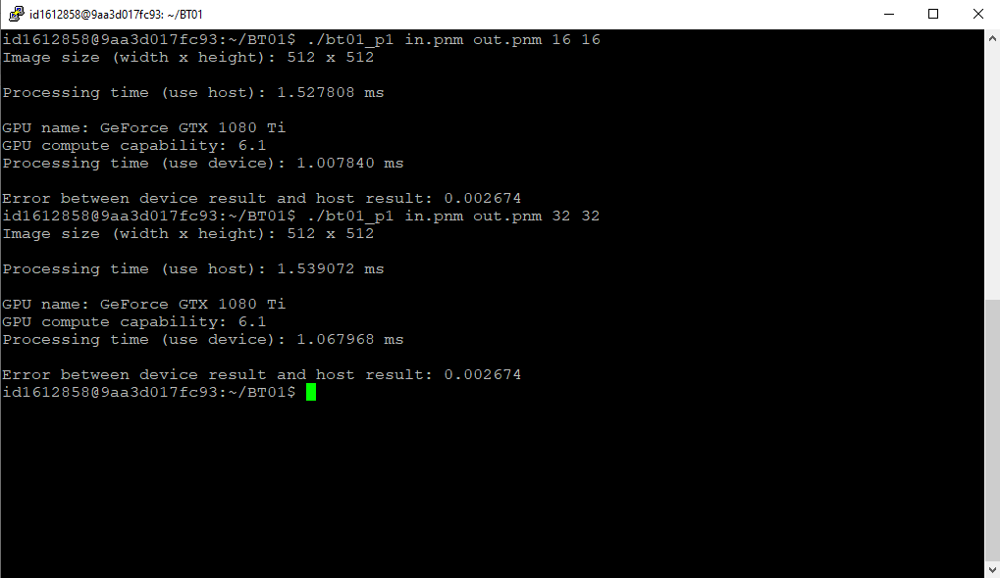 id1612858@9aa3d017fc93: ~/BT01
id1612858@9aa3d017fc93:~/BT01$ ./bt01_p1 in.pnm out.pnm 16 16
Image size (width x height): 512 x 512
Processing time (use host): 1.527808 ms
GPU name: GeForce GTX 1080 Ti
GPU compute capability: 6.1
Processing time (use device): 1.007840 ms
Error between device result and host result: 0.002674
id1612858@9aa3d017fc93:~/BT01$ ./bt01_p1 in.pnm out.pnm 32 32
Image size (width x height): 512 x 512
Processing time (use host): 1.539072 ms
GPU name: GeForce GTX 1080 Ti
GPU compute capability: 6.1
Processing time (use device): 1.067968 ms
Error between device result and host result: 0.002674
id1612858@9aa3d017fc93:~/BT01$